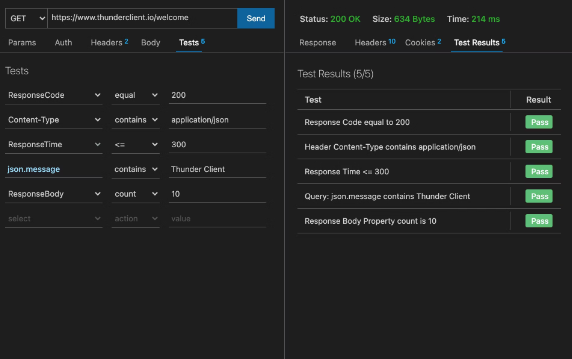 GET https://www.thunderclient.io/welcome Send
Params Auth Headers 2 Body Tests 6
Tests
ResponseCode equal 200
Content-Type contains application/json
ResponseTime <= 300
json.message contains Thunder Client
ResponseBody count 10
select action value
Status: 200 OK Size: 634 Bytes Time: 214 ms
Response Headers 10 Cookies 2 Test Results 6
Test Results (5/5)
Test Result
Response Code equal to 200 Pass
Header Content-Type contains application/json Pass
Response Time <= 300 Pass
Query: json.message contains Thunder Client Pass
Response Body Property count is 10 Pass